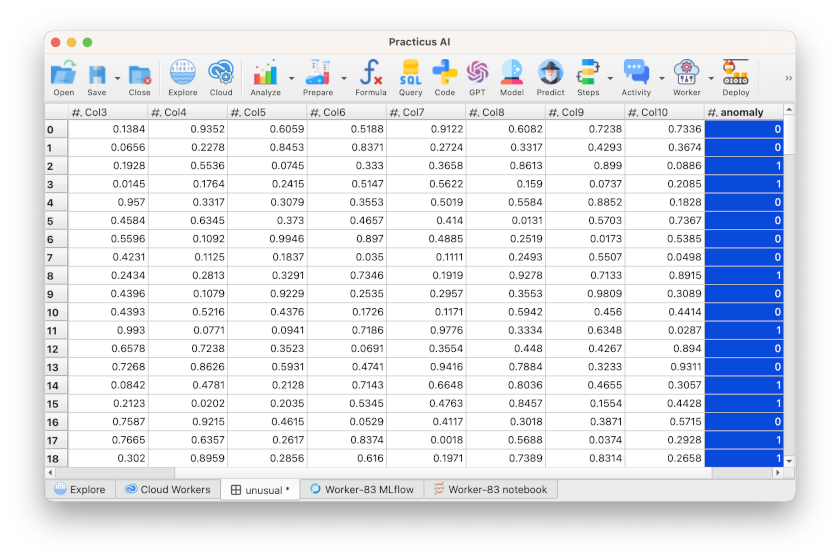 Practicus AI
Open Save Close Explore Cloud Analyze Prepare Formula Query Code GPT Model Predict Steps Activity Worker Deploy »
#, Col3 #, Col4 #, Col5 #, Col6 #, Col7 #, Col8 #, Col9 #, Col10 #, anomaly
0 0.1384 0.9352 0.6059 0.5188 0.9122 0.6082 0.7238 0.7336 0
1 0.0656 0.2278 0.8453 0.8371 0.2724 0.3317 0.4293 0.3674 0
2 0.1928 0.5536 0.0745 0.333 0.3658 0.8613 0.899 0.0886 1
3 0.0145 0.1764 0.2415 0.5147 0.5622 0.159 0.0737 0.2085 1
4 0.957 0.3317 0.3079 0.3553 0.5019 0.5584 0.8852 0.1828 0
5 0.4584 0.6345 0.373 0.4657 0.414 0.0131 0.5703 0.7367 0
6 0.5596 0.1092 0.9946 0.897 0.4885 0.2519 0.0173 0.5385 0
7 0.4231 0.1125 0.1837 0.035 0.1111 0.2493 0.5507 0.0498 0
8 0.2434 0.2813 0.3291 0.7346 0.1919 0.9278 0.7133 0.8915 1
9 0.4396 0.1079 0.9229 0.2535 0.2957 0.3553 0.9809 0.3089 0
10 0.4393 0.5216 0.4376 0.1726 0.1171 0.5942 0.456 0.4414 0
11 0.993 0.0771 0.0941 0.7186 0.9776 0.3334 0.6348 0.0287 1
12 0.6578 0.7238 0.3523 0.0691 0.3554 0.448 0.4267 0.894 0
13 0.7268 0.8626 0.5931 0.4741 0.9416 0.7884 0.3233 0.9311 0
14 0.0842 0.4781 0.2128 0.7143 0.6648 0.8036 0.4655 0.3057 1
15 0.2123 0.0202 0.2035 0.5345 0.4763 0.8457 0.1554 0.4428 1
16 0.7587 0.9215 0.4615 0.0529 0.4117 0.3018 0.3871 0.5715 0
17 0.7665 0.6357 0.2617 0.8374 0.0018 0.5688 0.0374 0.2928 1
18 0.302 0.8959 0.2856 0.616 0.1971 0.7389 0.8314 0.2658 1
Explore Cloud Workers unusual * Worker-83 MLflow Worker-83 notebook